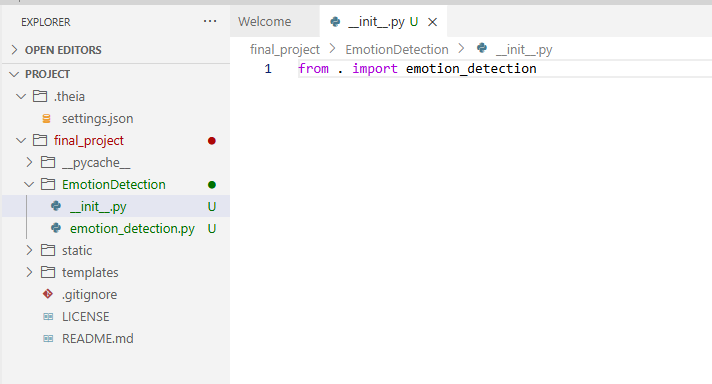 EXPLORER ...
OPEN EDITORS
PROJECT
.theia
settings.json
final_project
__pycache__
EmotionDetection
__init__.py U
emotion_detection.py U
static
templates
.gitignore
LICENSE
README.md
Welcome
__init__.py U
final_project > EmotionDetection > __init__.py
1 from . import emotion_detection